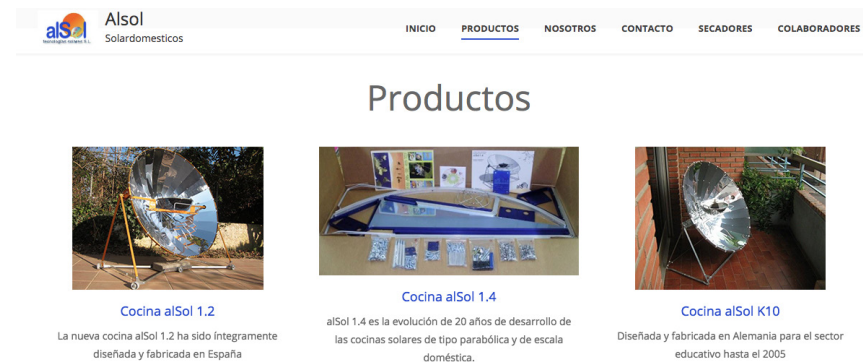 alSol
Alsol
Solardomesticos
INICIO
PRODUCTOS
NOSOTROS
CONTACTO
SECADORES
COLABORADORES
Productos
Cocina alSol 1.2
La nueva cocina alSol 1.2 ha sido íntegramente
diseñada y fabricada en España
Cocina alSol 1.4
alSol 1.4 es la evolución de 20 años de desarrollo de
las cocinas solares de tipo parabólica y de escala
doméstica.
Cocina alSol K10
Diseñada y fabricada en Alemania para el sector
educativo hasta el 2005